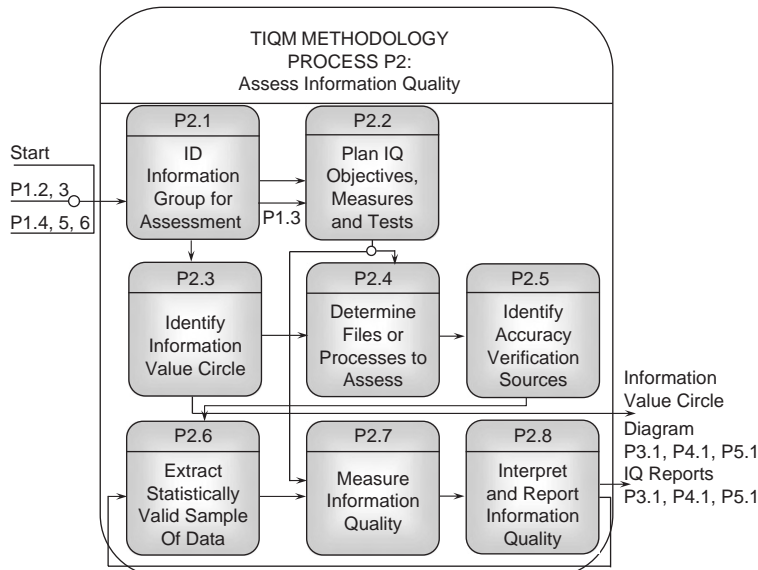 TIQM METHODOLOGY
PROCESS P2:
Assess Information Quality
Start
P1.2, 3
P1.4, 5, 6
P2.1
ID
Information
Group for
Assessment
P1.3
P2.2
Plan IQ
Objectives,
Measures
and Tests
P2.3
Identify
Information
Value Circle
P2.4
Determine
Files or
Processes to
Assess
P2.5
Identify
Accuracy
Verification
Sources
P2.6
Extract
Statistically
Valid Sample
Of Data
P2.7
Measure
Information
Quality
P2.8
Interpret
and Report
Information
Quality
Information
Value Circle
Diagram
P3.1, P4.1, P5.1
IQ Reports
P3.1, P4.1, P5.1